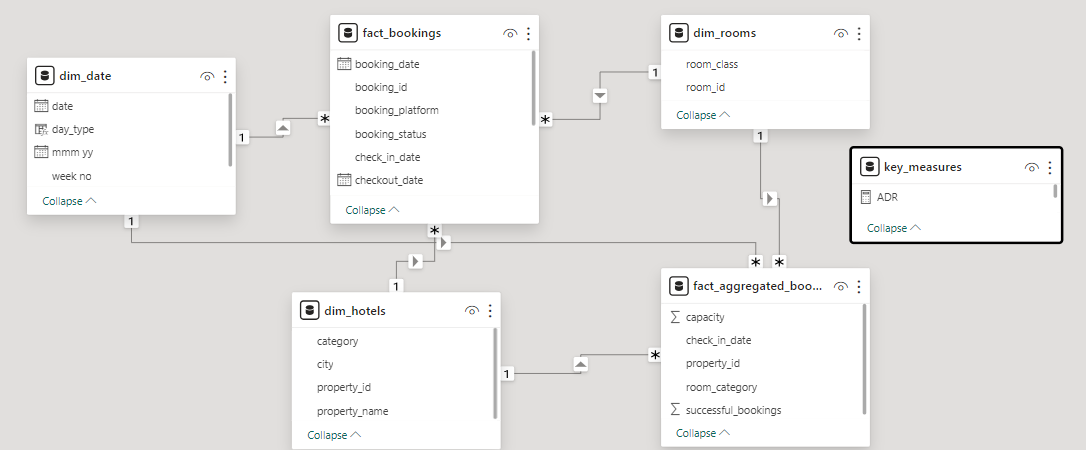 dim_date
date
day_type
mmm yy
week no
Collapse
fact_bookings
booking_date
booking_id
booking_platform
booking_status
check_in_date
checkout_date
Collapse
dim_rooms
room_class
room_id
Collapse
key_measures
ADR
Collapse
dim_hotels
category
city
property_id
property_name
Collapse
fact_aggregated_boo...
Σ capacity
check_in_date
property_id
room_category
Σ successful_bookings
Collapse
1
*
1
*
1
*
1
*
1
*
1
*